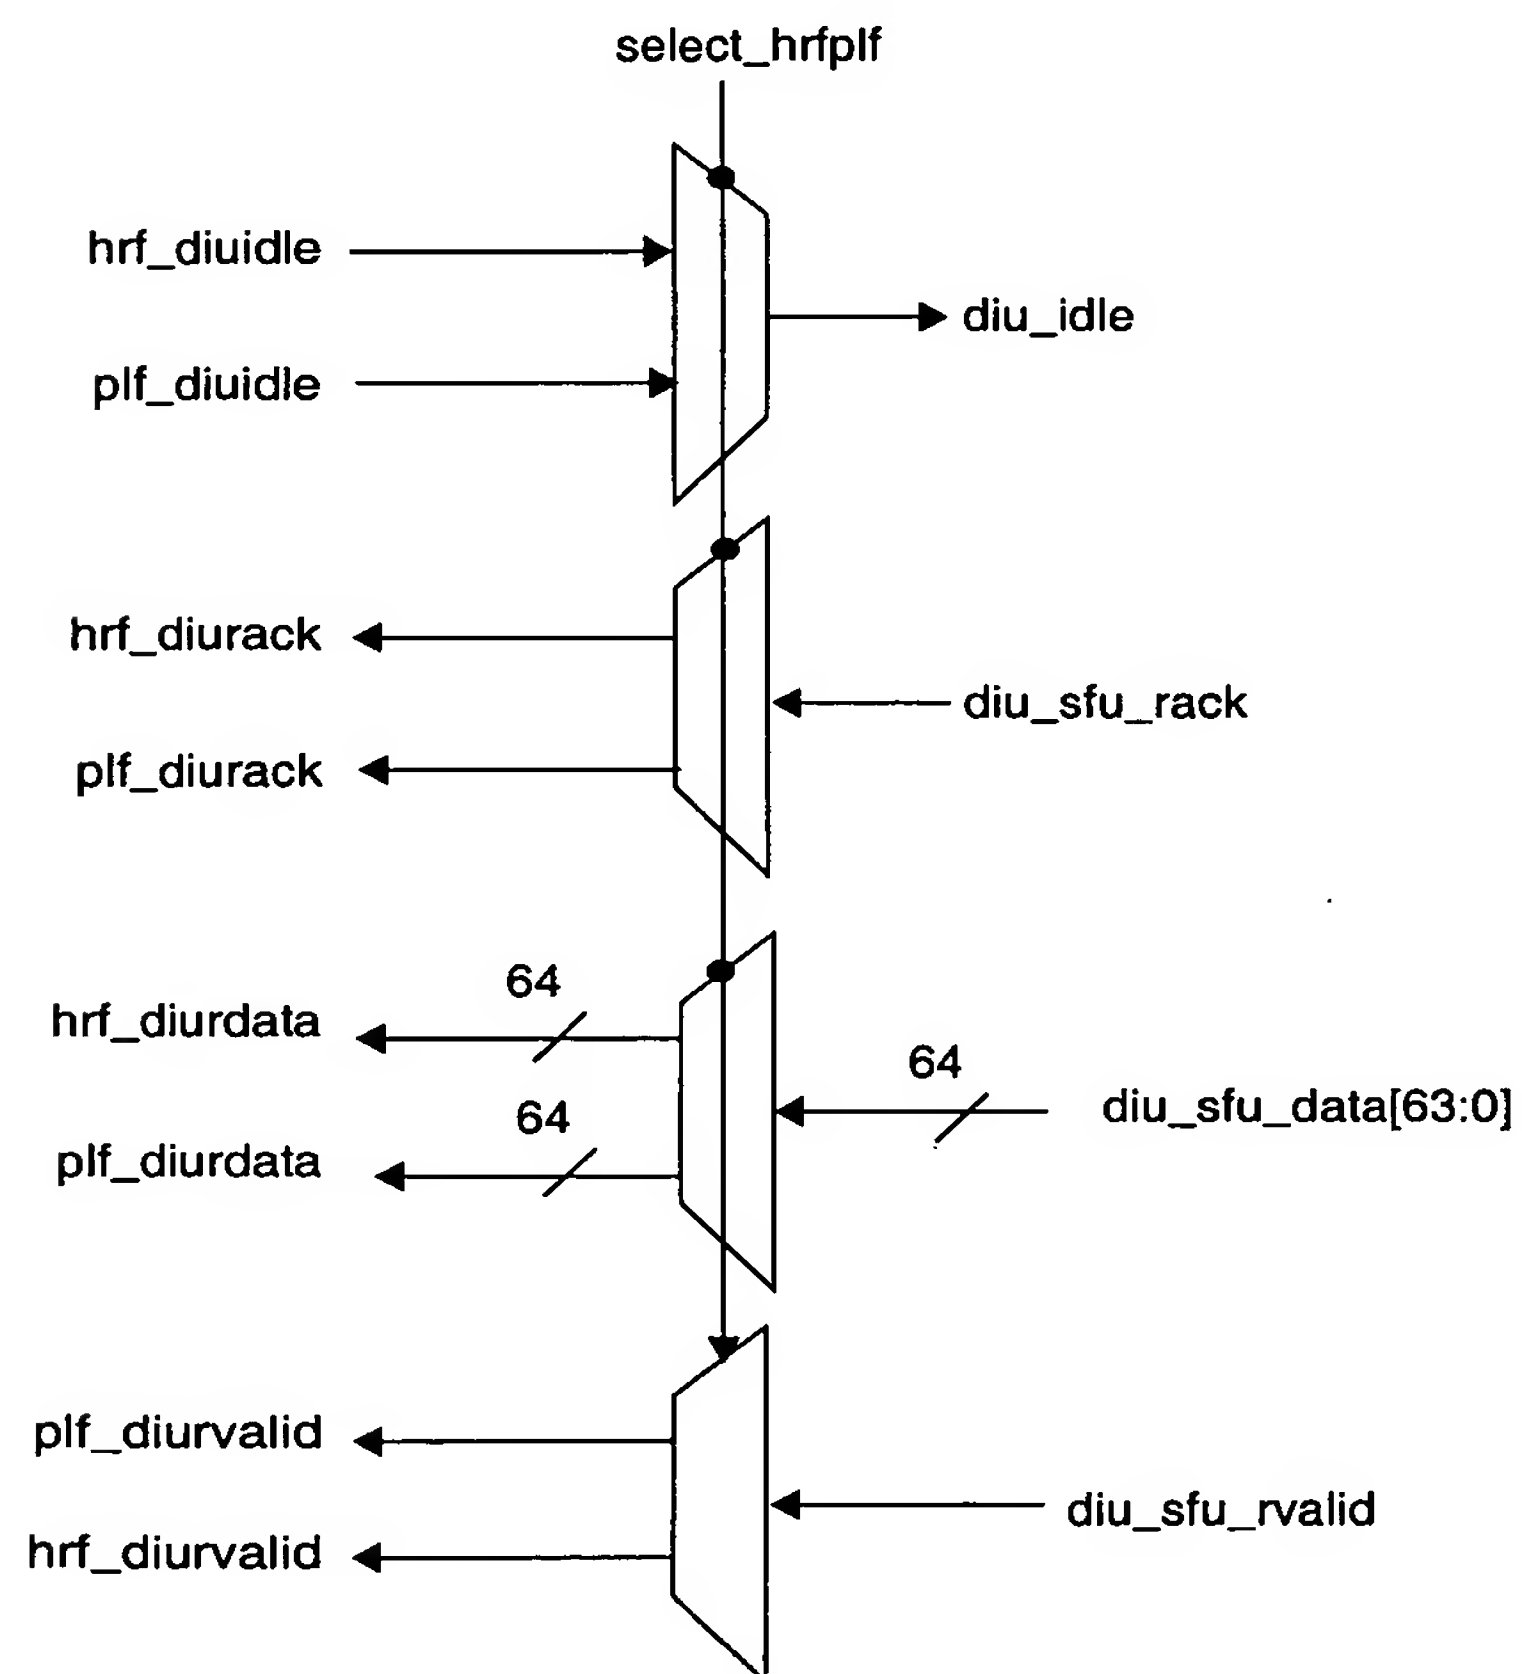 select_hrfplf
hrf_diuidle
diu_idle
plf_diuidle
hrf_diurack
diu_sfu_rack
plf_diurack
64
hrf_diurdata
64
diu_sfu_data[63:0]
64
plf_diurdata
plf_diurvalid
diu_sfu_rvalid
hrf_diurvalid